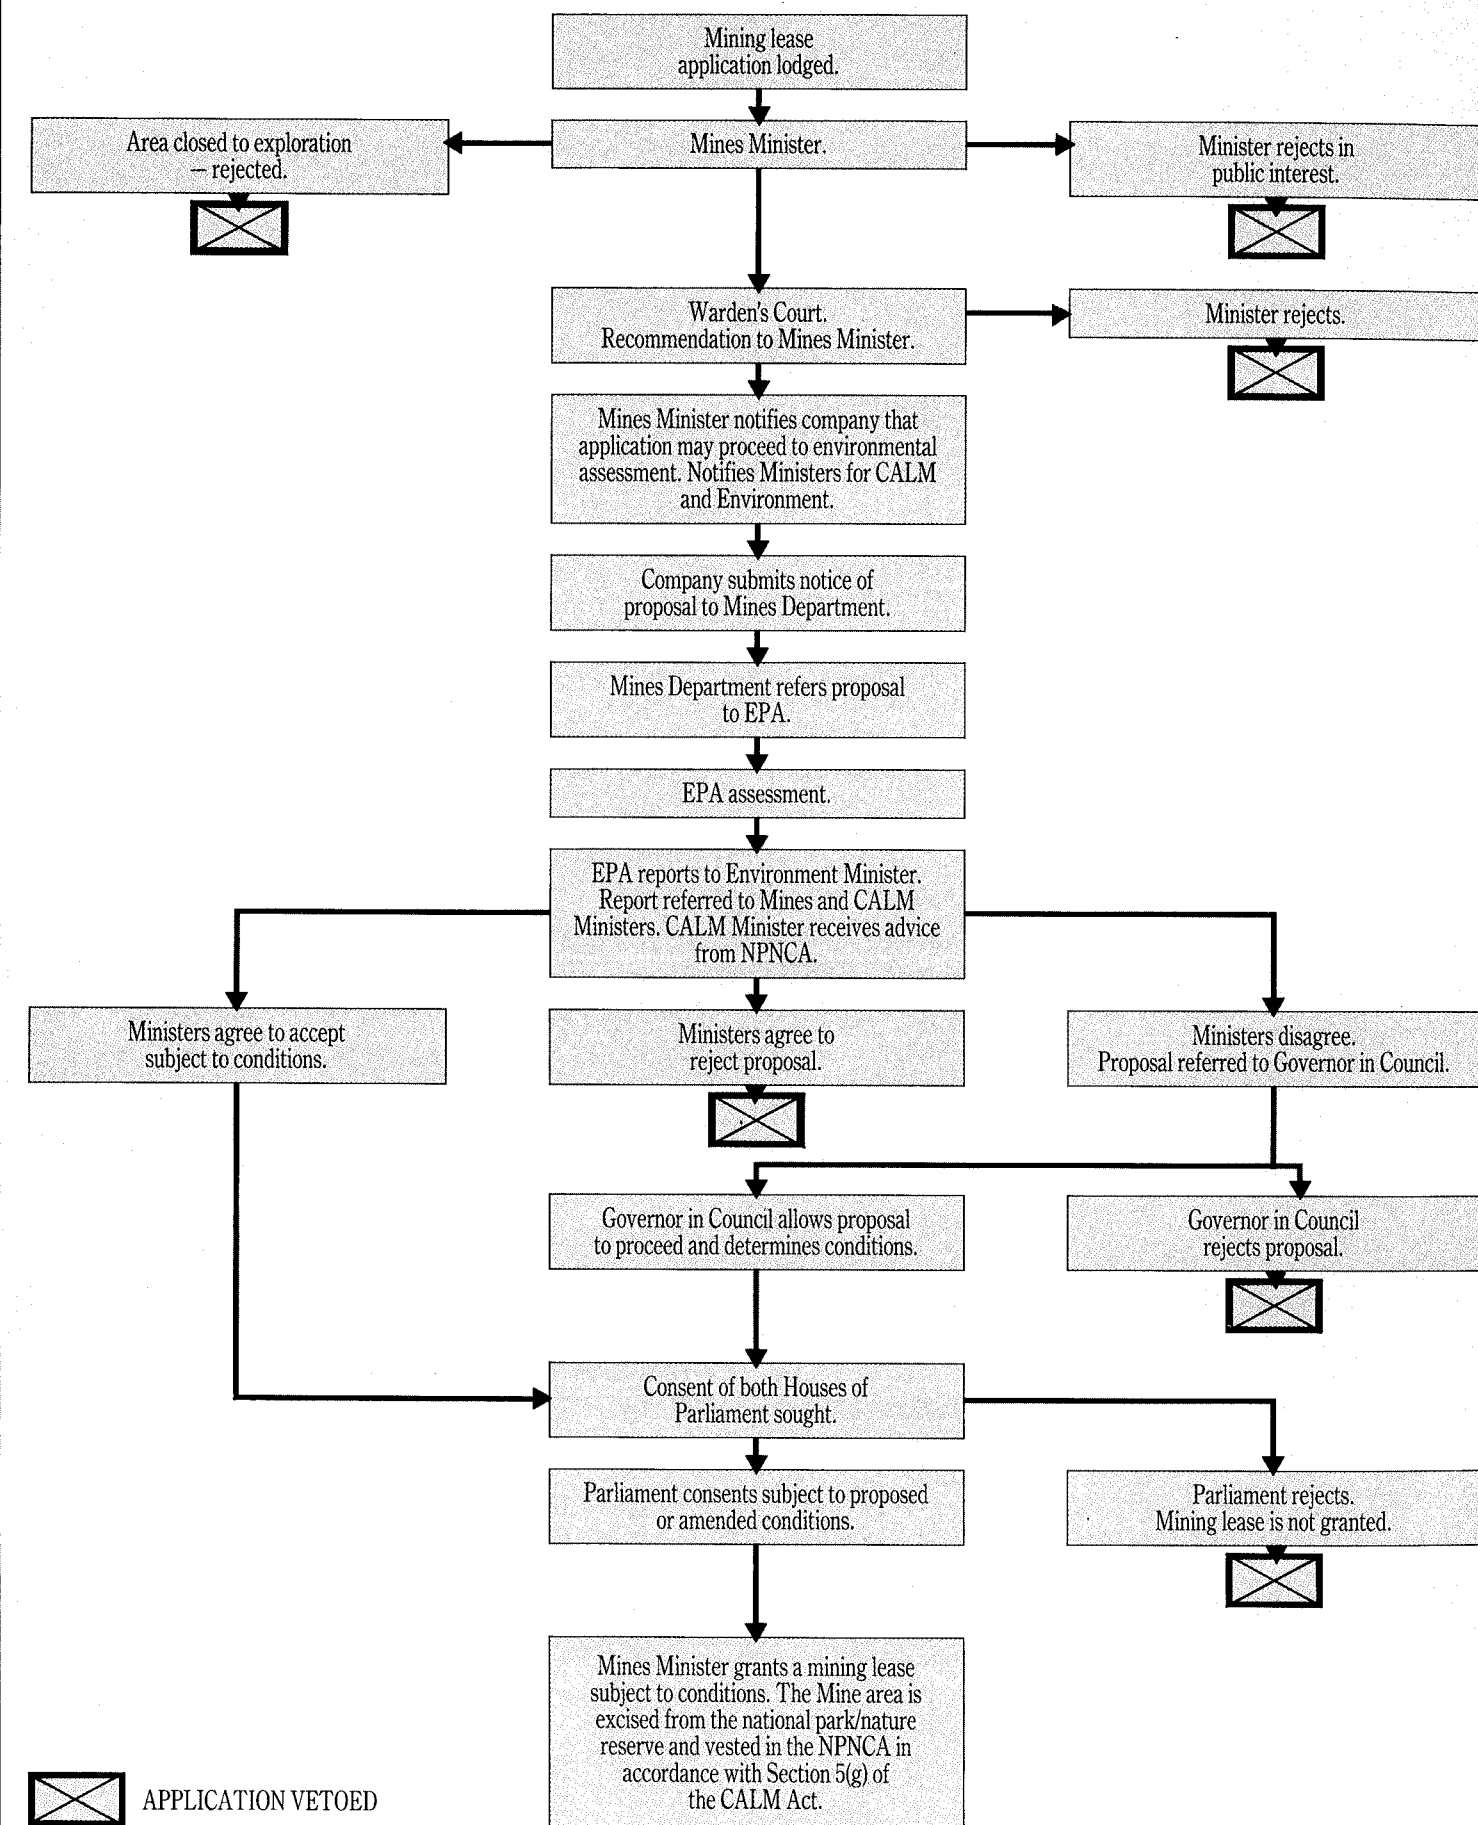 Mining lease
application lodged.
Area closed to exploration
— rejected.
Mines Minister.
Minister rejects in
public interest.
Warden's Court.
Recommendation to Mines Minister.
Minister rejects.
Mines Minister notifies company that
application may proceed to environmental
assessment. Notifies Ministers for CALM
and Environment.
Company submits notice of
proposal to Mines Department.
Mines Department refers proposal
to EPA.
EPA assessment.
EPA reports to Environment Minister.
Report referred to Mines and CALM
Ministers. CALM Minister receives advice
from NPNCA.
Ministers agree to accept
subject to conditions.
Ministers agree to
reject proposal.
Ministers disagree.
Proposal referred to Governor in Council.
Governor in Council allows proposal
to proceed and determines conditions.
Governor in Council
rejects proposal.
Consent of both Houses of
Parliament sought.
Parliament consents subject to proposed
or amended conditions.
Parliament rejects.
Mining lease is not granted.
Mines Minister grants a mining lease
subject to conditions. The Mine area is
excised from the national park/nature
reserve and vested in the NPNCA in
accordance with Section 5(g) of
the CALM Act.
APPLICATION VETOED